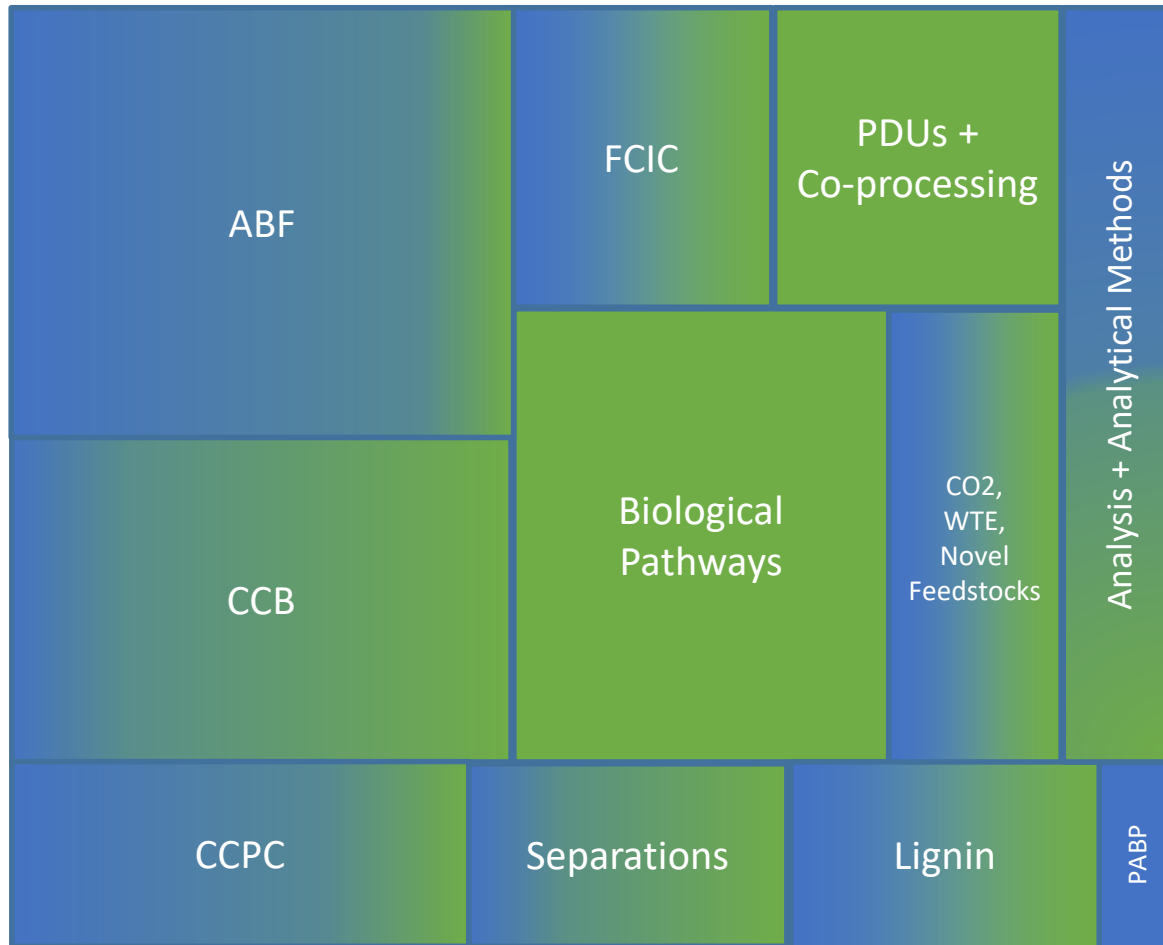 ABF
FCIC
PDUs +
Co-processing
Analysis + Analytical Methods
CCB
Biological
Pathways
CO2,
WTE,
Novel
Feedstocks
CCPC
Separations
Lignin
PABP